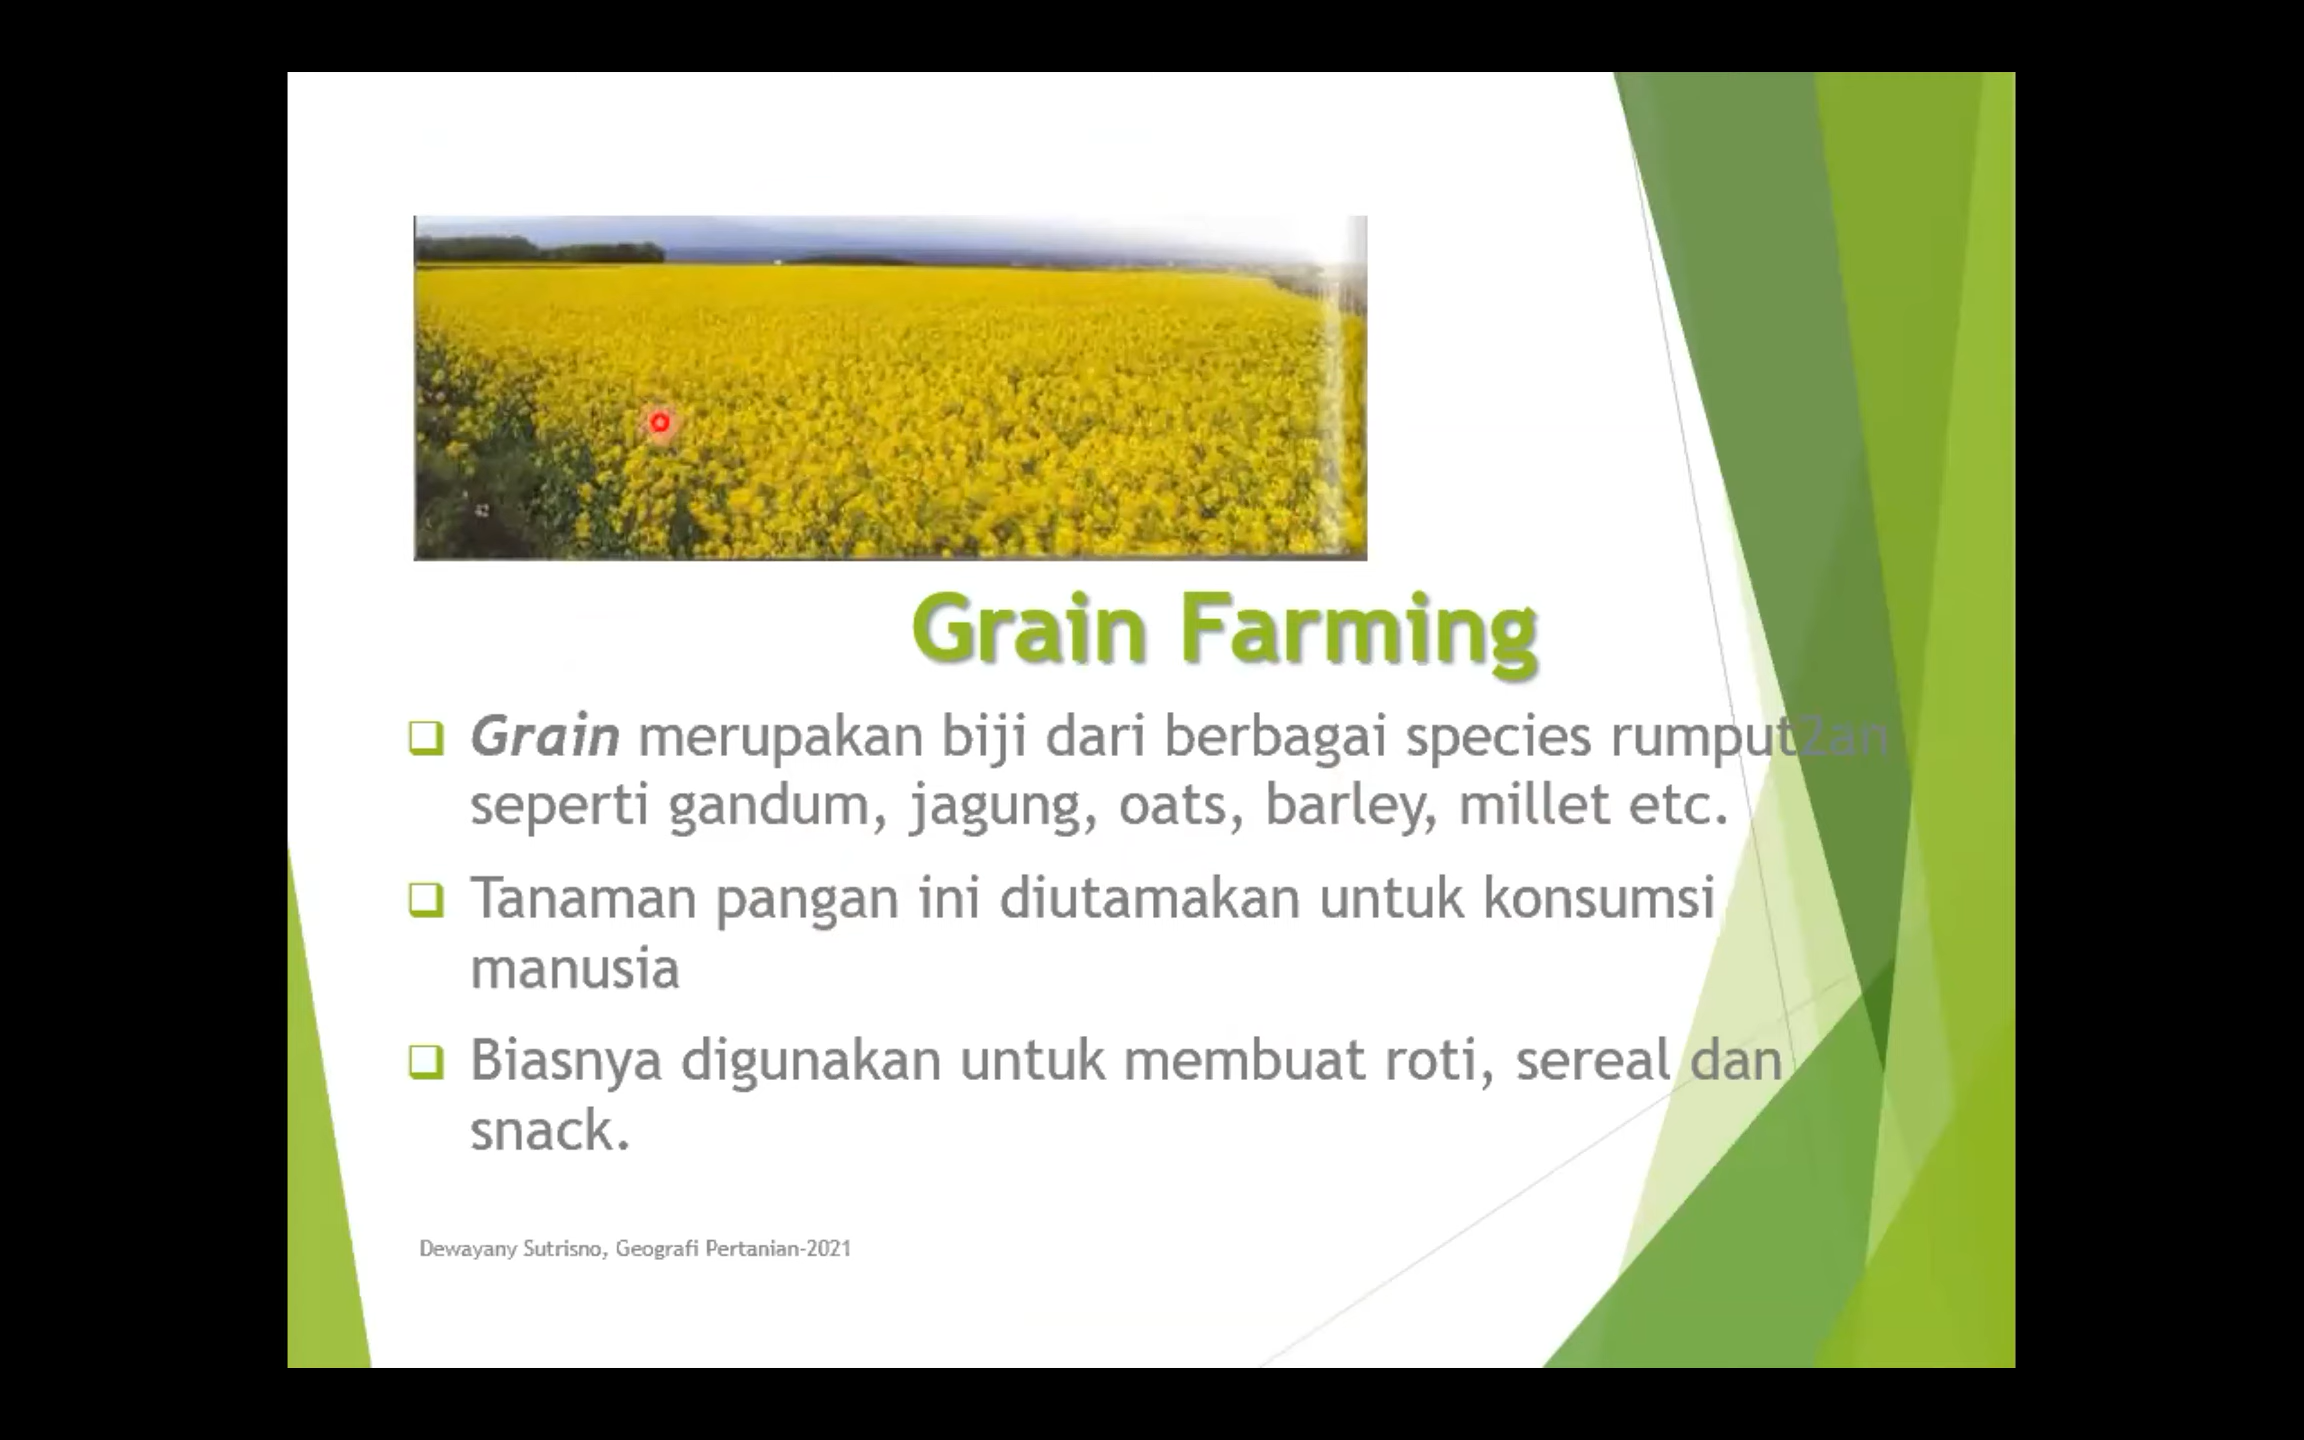 42
Grain Farming
Grain merupakan biji dari berbagai species rumput2an
seperti gandum, jagung, oats, barley, millet etc.
Tanaman pangan ini diutamakan untuk konsumsi
manusia
Biasnya digunakan untuk membuat roti, sereal dan
snack.
Dewayany Sutrisno, Geografi Pertanian-2021